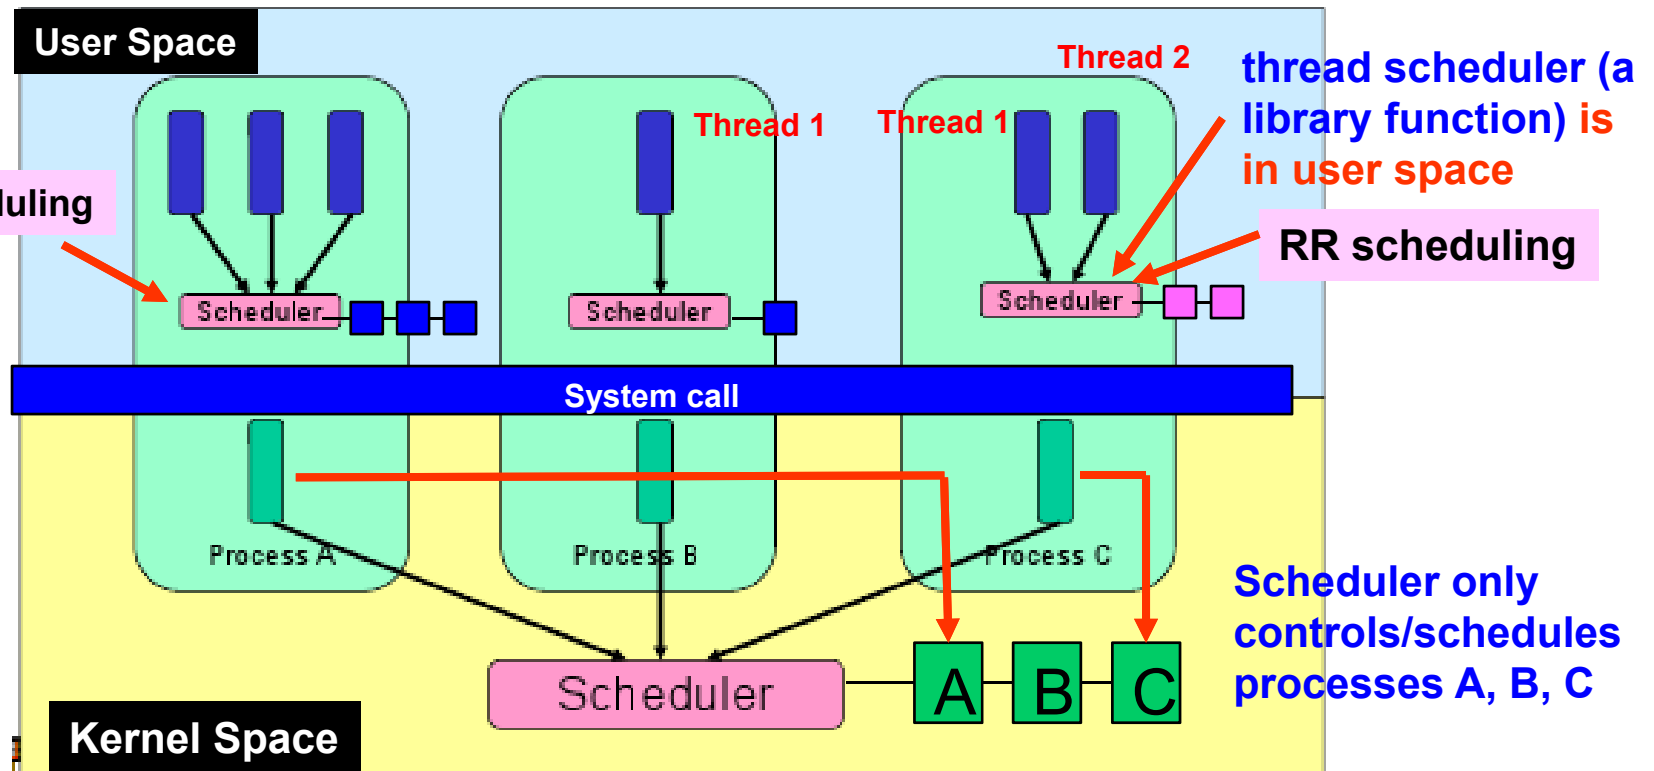 User Space
Thread 2
thread scheduler (a
library function) is
in user space
Thread 1
Thread 1
RR scheduling
Scheduler
Scheduler
Scheduler
System call
Process A
Process B
Process C
Scheduler only
controls/schedules
processes A, B, C
Scheduler
A
B
C
Kernel Space